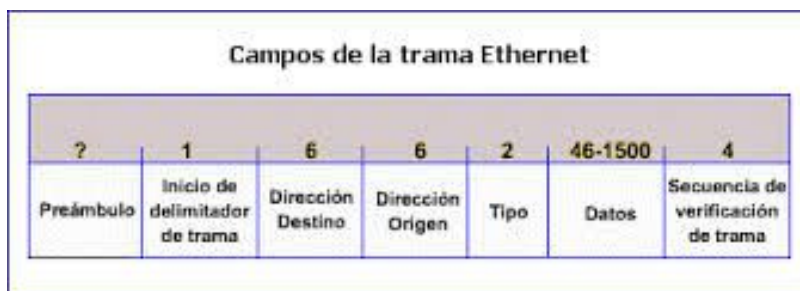 Campos de la trama Ethernet
? 1 6 6 2 46-1500 4
Preámbulo
Inicio de
delimitador
de trama
Dirección
Destino
Dirección
Origen
Tipo
Datos
Secuencia de
verificación
de trama